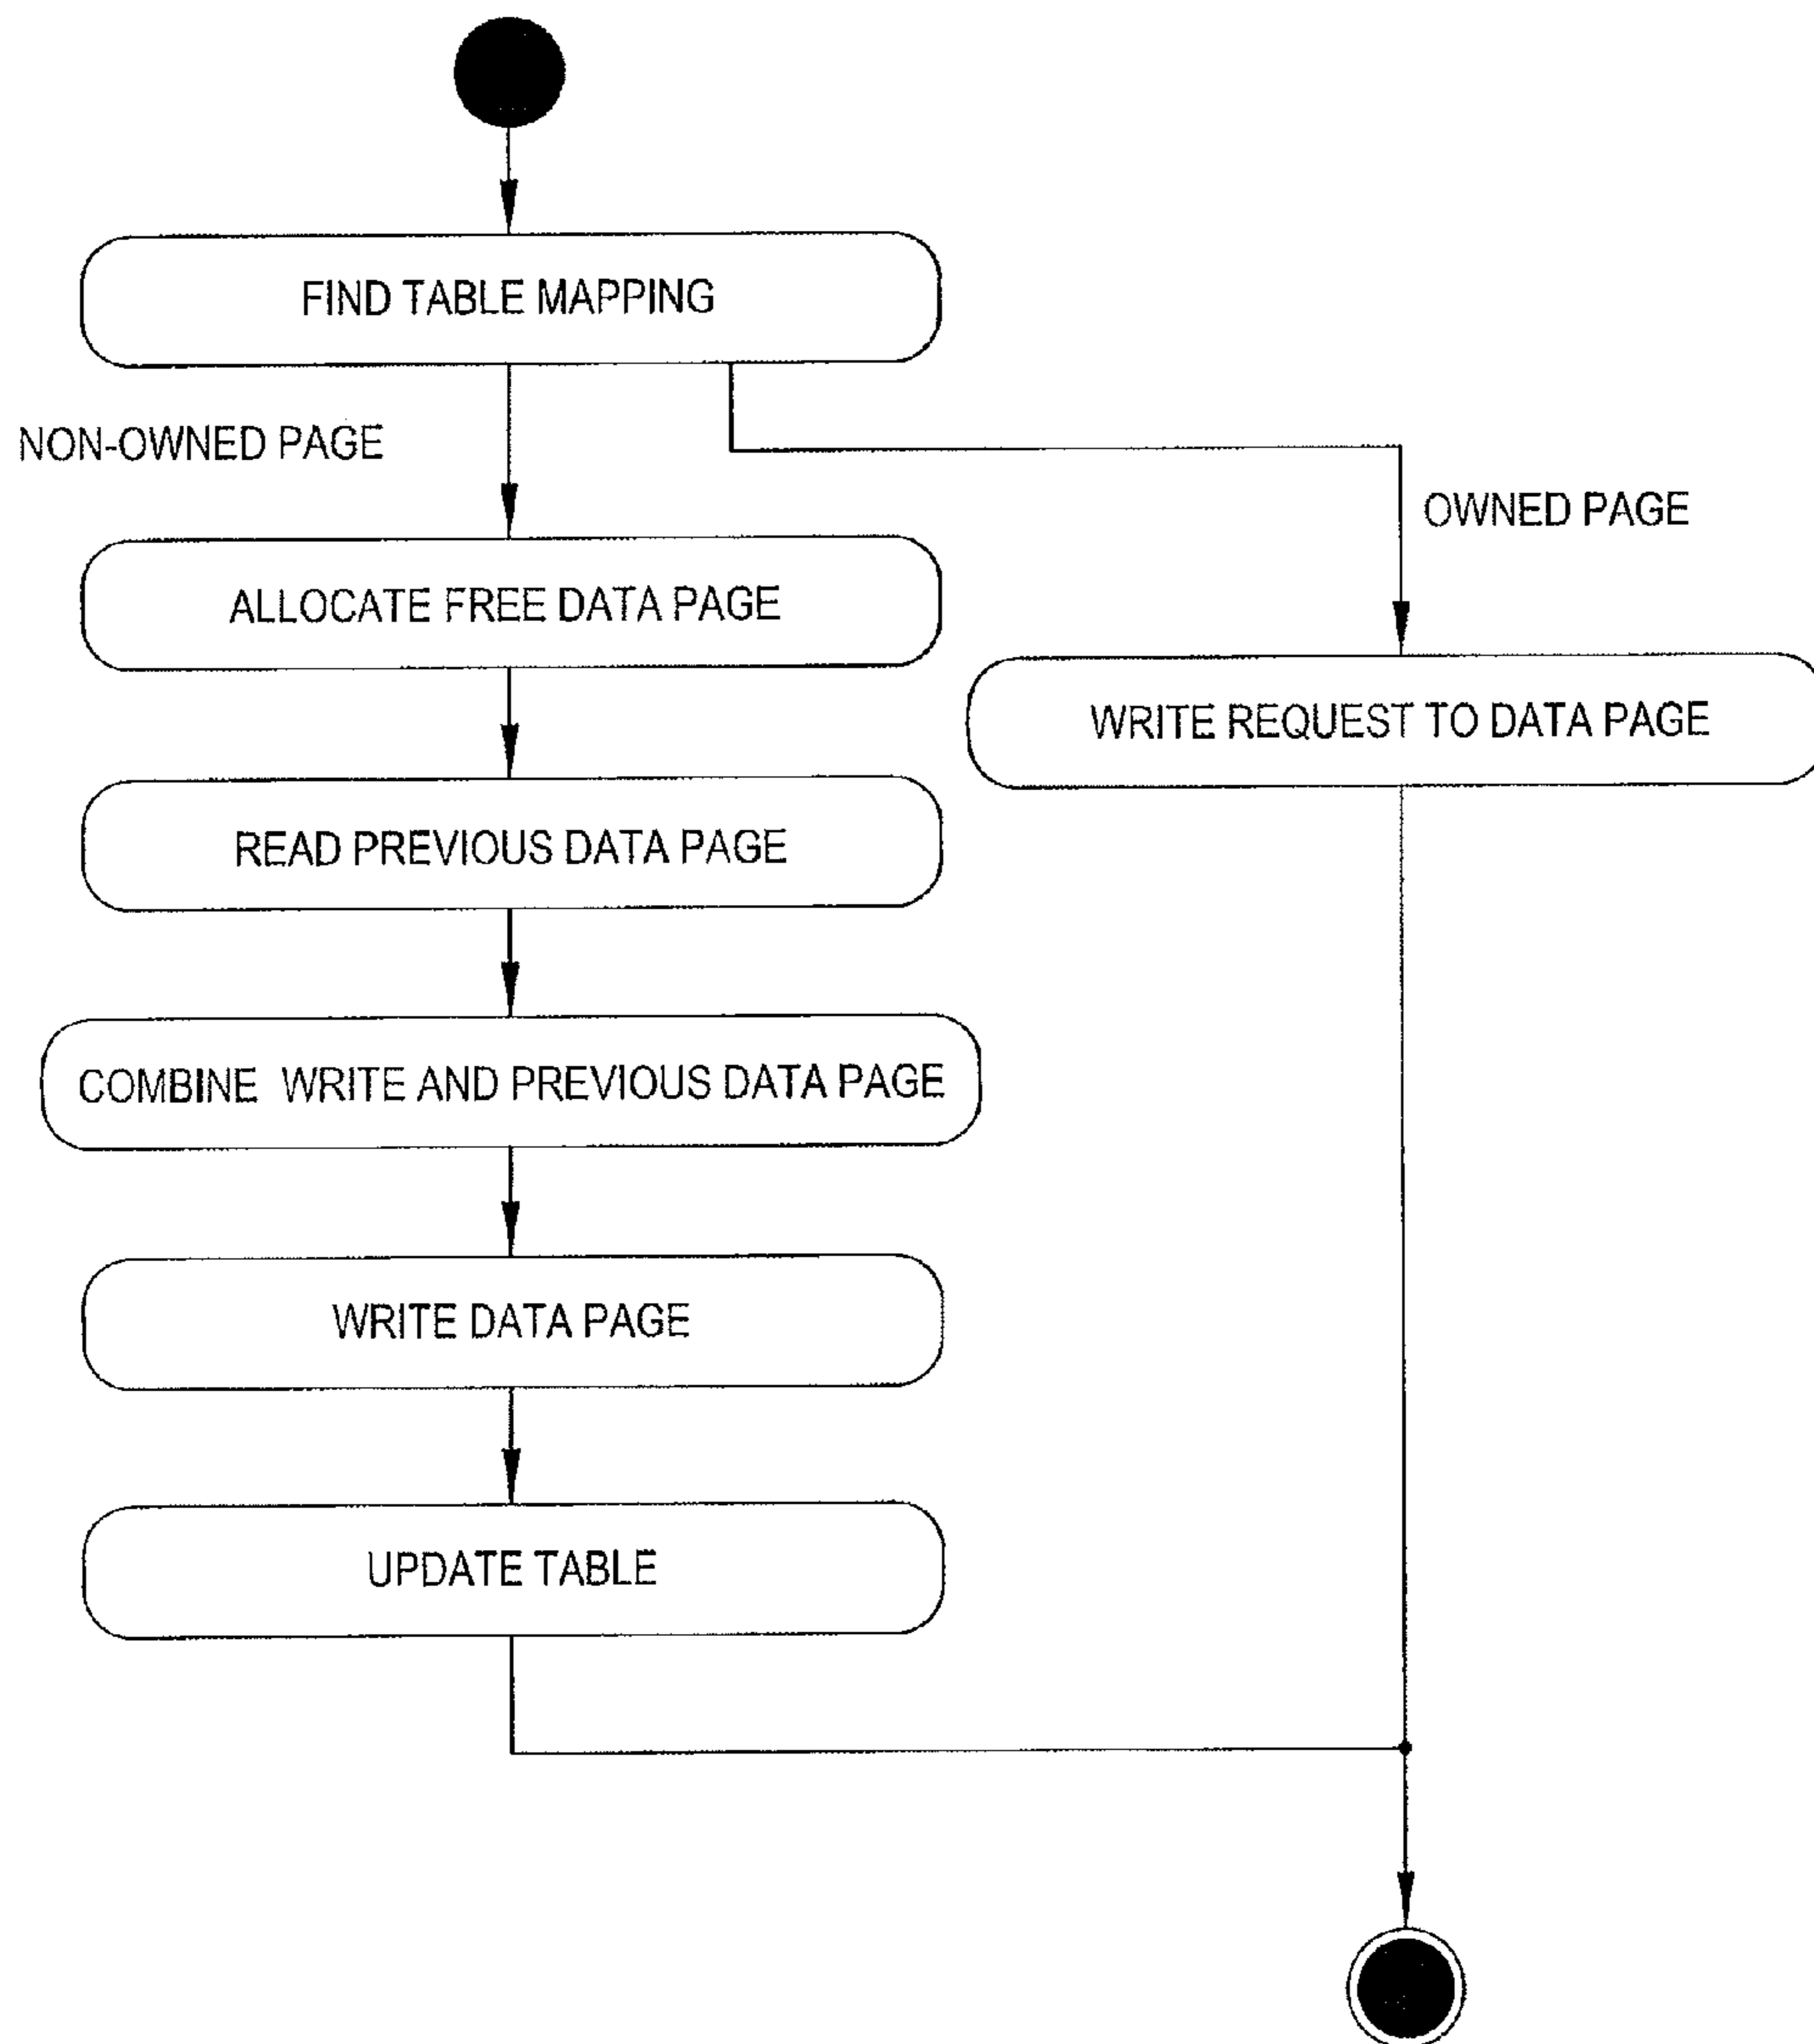 FIND TABLE MAPPING
NON-OWNED PAGE
OWNED PAGE
ALLOCATE FREE DATA PAGE
WRITE REQUEST TO DATA PAGE
READ PREVIOUS DATA PAGE
COMBINE WRITE AND PREVIOUS DATA PAGE
WRITE DATA PAGE
UPDATE TABLE